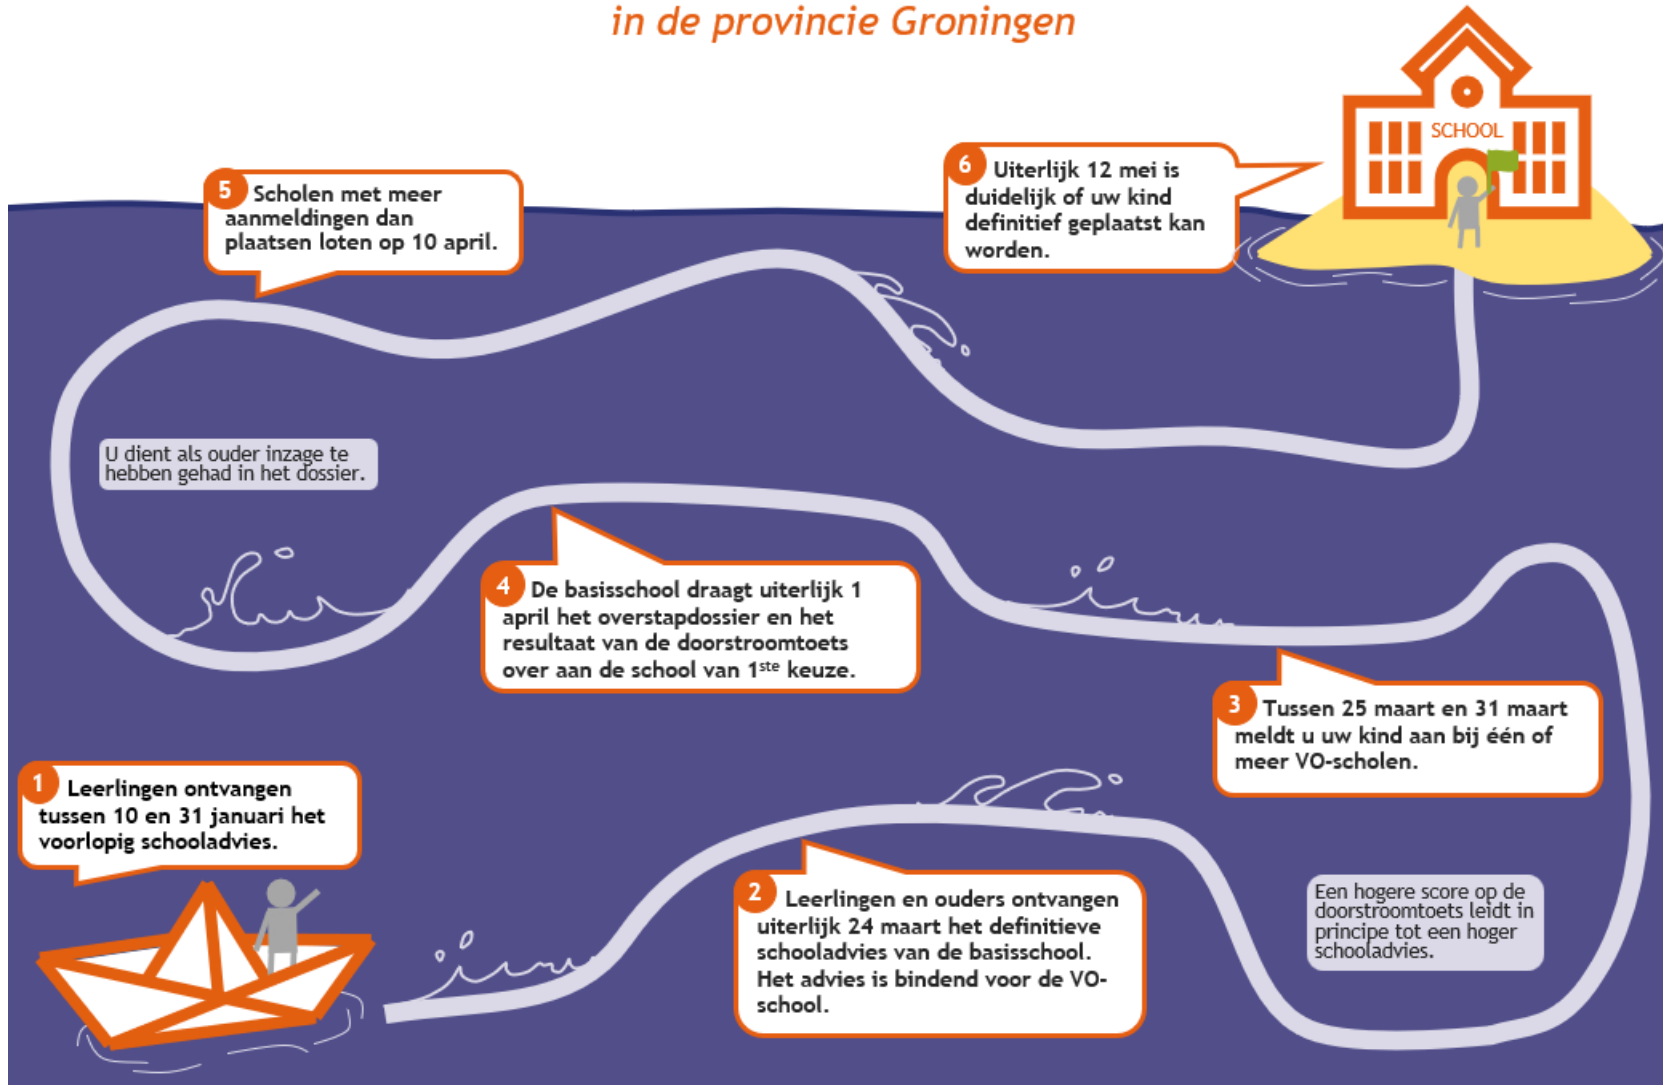 in de provincie Groningen
SCHOOL
1
Leerlingen ontvangen
tussen 10 en 31 januari het
voorlopig schooladvies.
2
Leerlingen en ouders ontvangen
uiterlijk 24 maart het definitieve
schooladvies van de basisschool.
Het advies is bindend voor de VO-
school.
Een hogere score op de
doorstroomtoets leidt in
principe tot een hoger
schooladvies.
3
Tussen 25 maart en 31 maart
meldt u uw kind aan bij één of
meer VO-scholen.
4
De basisschool draagt uiterlijk 1
april het overstapdossier en het
resultaat van de doorstroomtoets
over aan de school van 1ste keuze.
U dient als ouder inzage te
hebben gehad in het dossier.
5
Scholen met meer
aanmeldingen dan
plaatsen loten op 10 april.
6
Uiterlijk 12 mei is
duidelijk of uw kind
definitief geplaatst kan
worden.